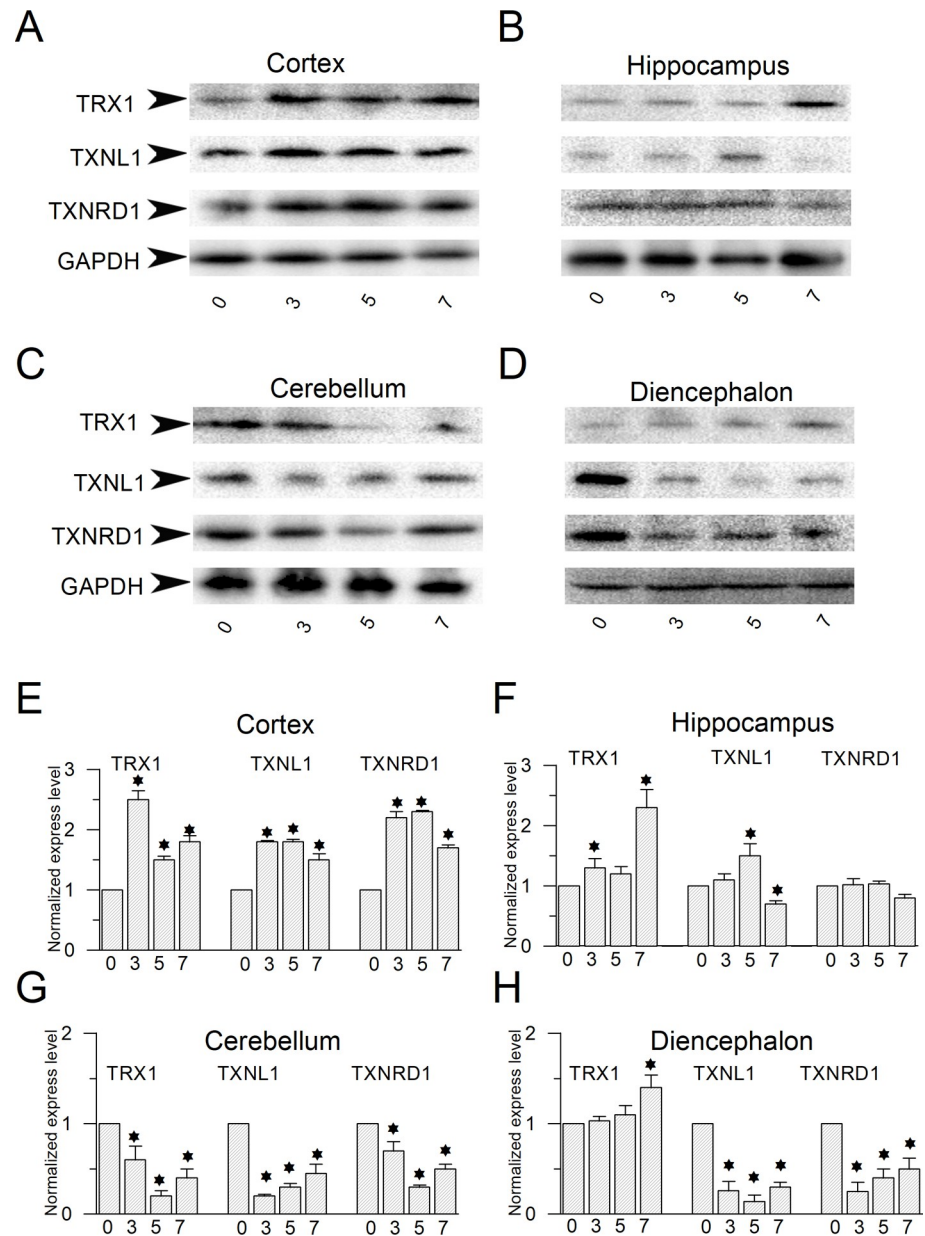 A
Cortex
TRX1
TXNL1
TXNRD1
GAPDH
0 3 5 7
B
Hippocampus
0 3 5 7
C
Cerebellum
TRX1
TXNL1
TXNRD1
GAPDH
0 3 5 7
D
Diencephalon
0 3 5 7
E
Cortex
TRX1 TXNL1 TXNRD1
Normalized express level
3
2
1
0
0 3 5 7 0 3 5 7 0 3 5 7
F
Hippocampus
TRX1 TXNL1 TXNRD1
Normalized express level
3
2
1
0
0 3 5 7 0 3 5 7 0 3 5 7
G
Cerebellum
TRX1 TXNL1 TXNRD1
Normalized express level
2
1
0
0 3 5 7 0 3 5 7 0 3 5 7
H
Diencephalon
TRX1 TXNL1 TXNRD1
Normalized express level
2
1
0
0 3 5 7 0 3 5 7 0 3 5 7